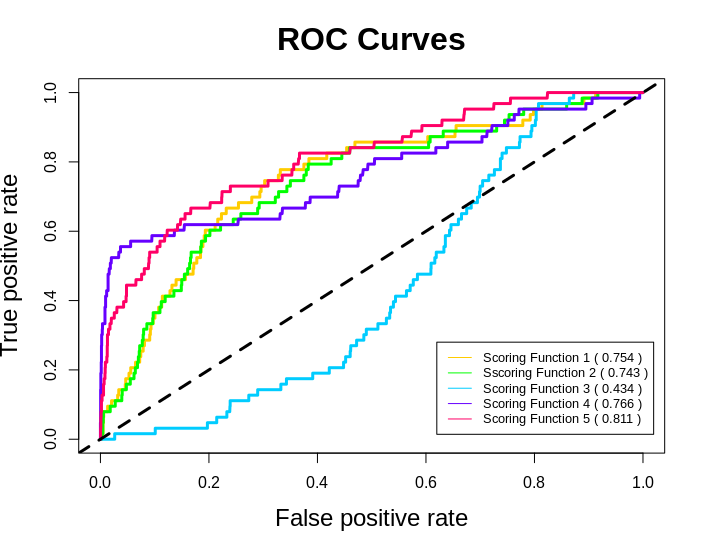 ROC Curves
True positive rate
1.0
0.8
0.6
0.4
0.2
0.0
Scoring Function 1 ( 0.754 )
Sscoring Function 2 ( 0.743 )
Scoring Function 3 ( 0.434 )
Scoring Function 4 ( 0.766 )
Scoring Function 5 ( 0.811 )
0.0 0.2 0.4 0.6 0.8 1.0
False positive rate